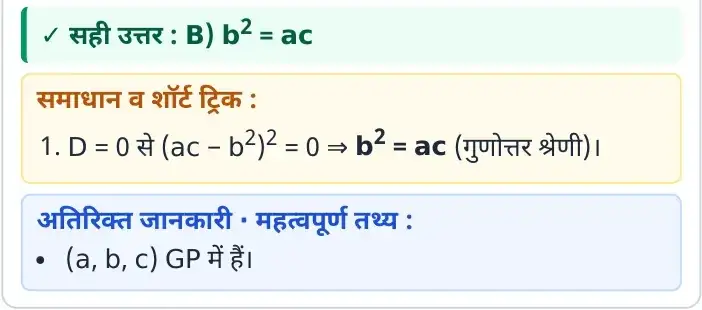 ✓ सही उत्तर : B) b² = ac
समाधान व शॉर्ट ट्रिक :
1. D = 0 से (ac – b²)² = 0 ⇒ b² = ac (गुणोत्तर श्रेणी)।
अतिरिक्त जानकारी · महत्वपूर्ण तथ्य :
• (a, b, c) GP में हैं।